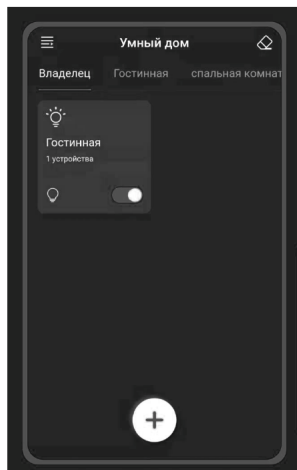 Умный дом
Владелец Гостинная спальная комнат
Гостинная
1 устройства